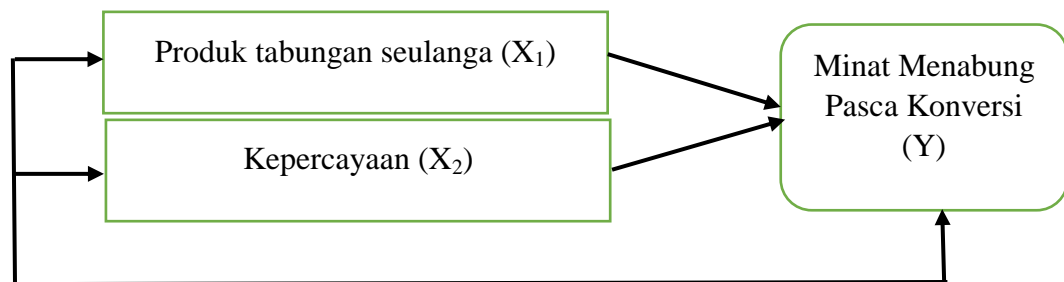 Produk tabungan seulanga (X₁)
Kepercayaan (X₂)
Minat Menabung
Pasca Konversi
(Y)